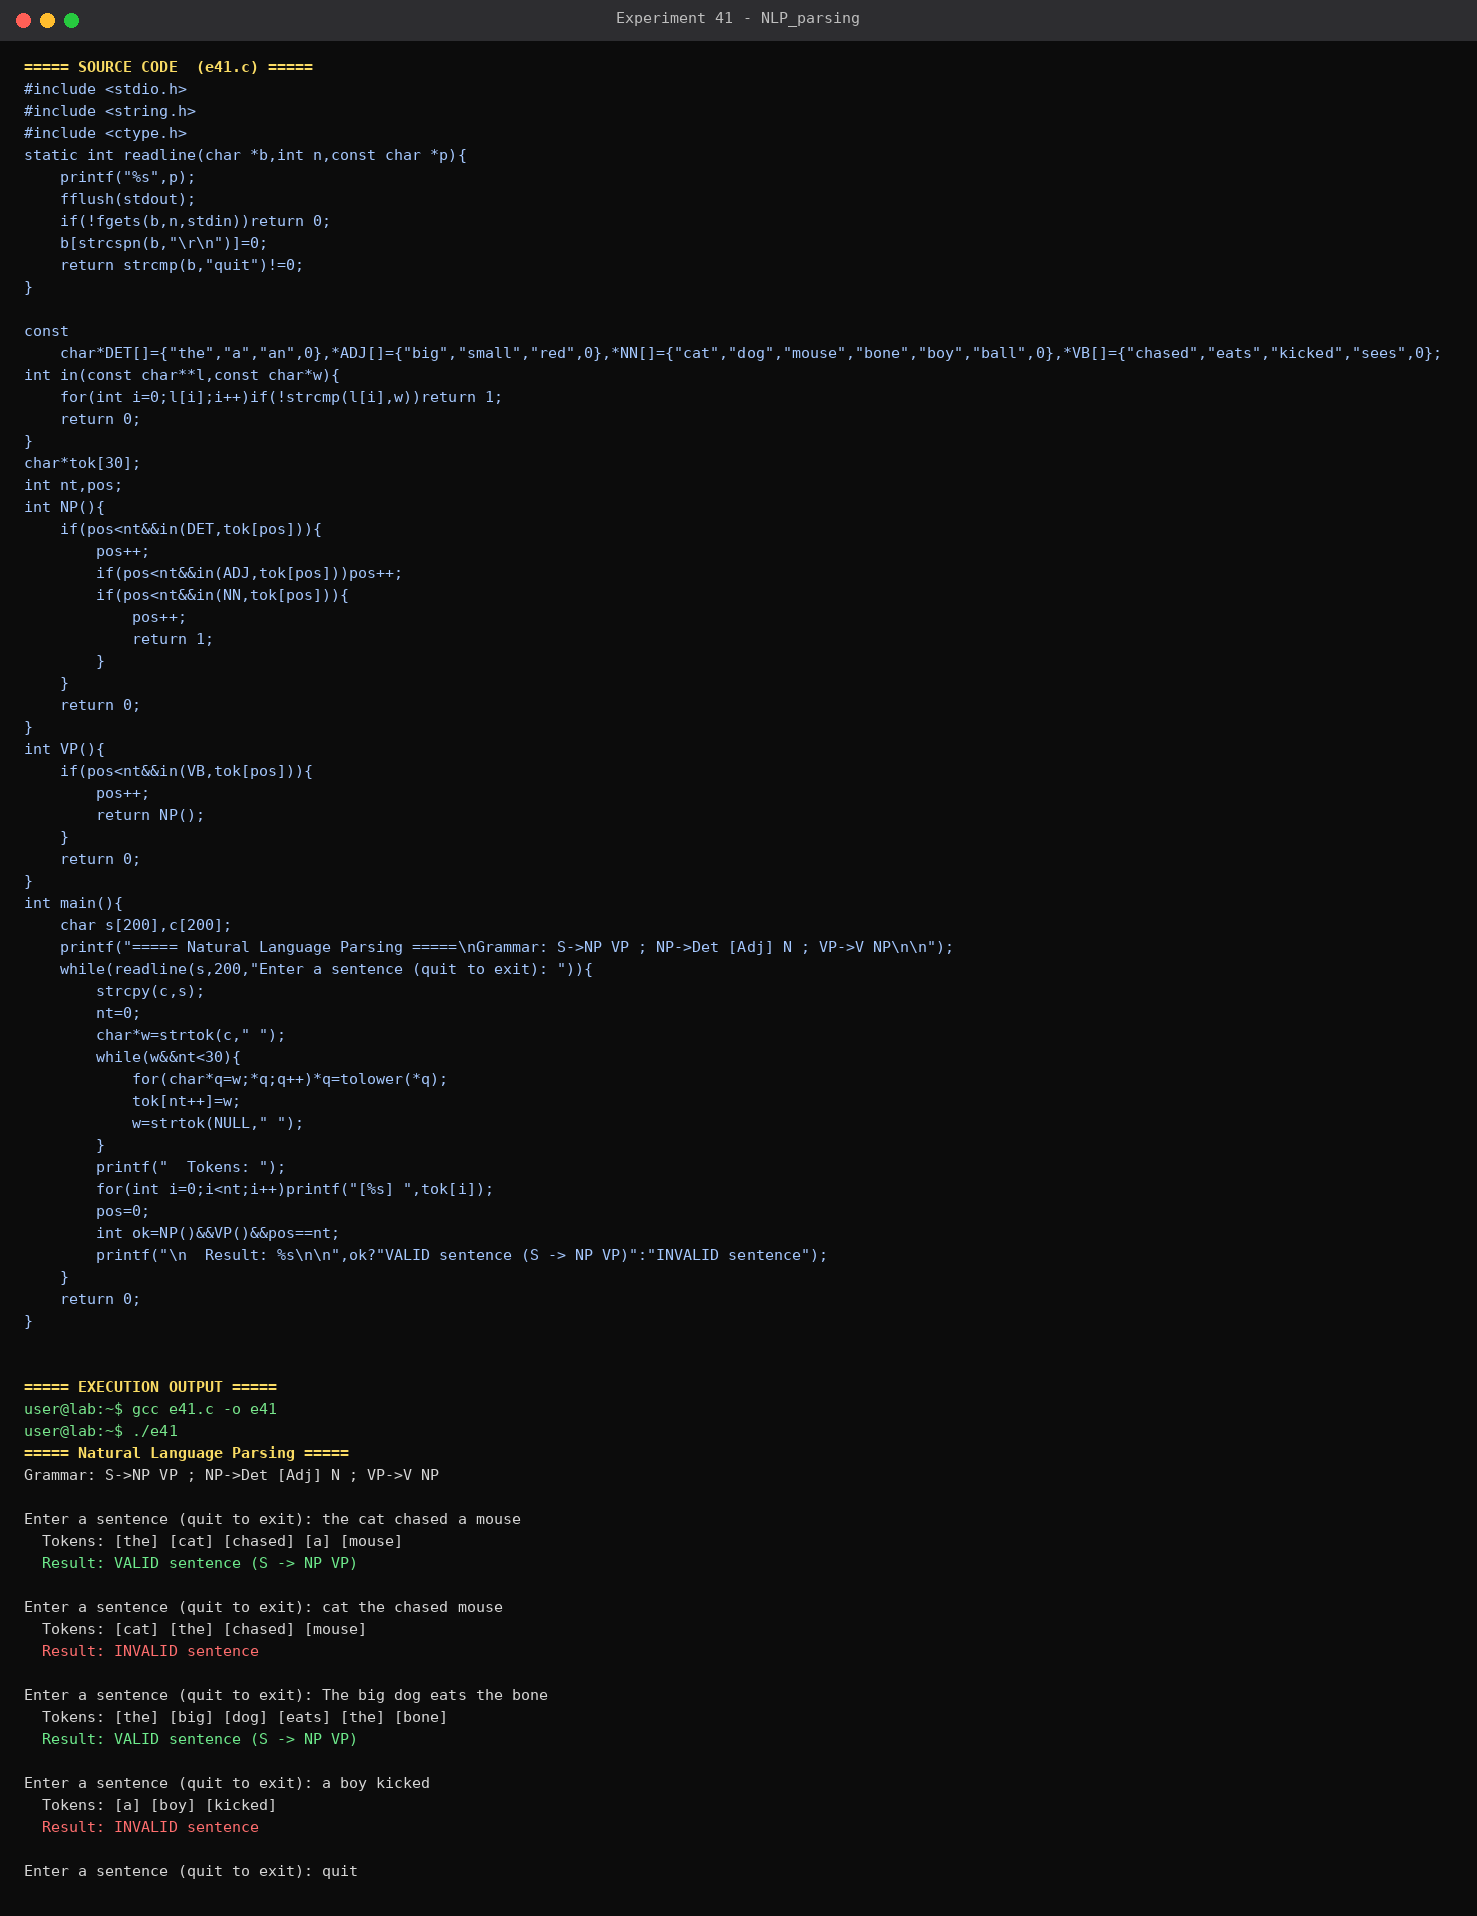 Experiment 41 - NLP_parsing
===== SOURCE CODE  (e41.c) =====
#include <stdio.h>
#include <string.h>
#include <ctype.h>
static int readline(char *b,int n,const char *p){
    printf("%s",p);
    fflush(stdout);
    if(!fgets(b,n,stdin))return 0;
    b[strcspn(b,"\r\n")]=0;
    return strcmp(b,"quit")!=0;
}

const
    char*DET[]={"the","a","an",0},*ADJ[]={"big","small","red",0},*NN[]={"cat","dog","mouse","bone","boy","ball",0},*VB[]={"chased","eats","kicked","sees",0};
int in(const char**l,const char*w){
    for(int i=0;l[i];i++)if(!strcmp(l[i],w))return 1;
    return 0;
}
char*tok[30];
int nt,pos;
int NP(){
    if(pos<nt&&in(DET,tok[pos])){
        pos++;
        if(pos<nt&&in(ADJ,tok[pos]))pos++;
        if(pos<nt&&in(NN,tok[pos])){
            pos++;
            return 1;
        }
    }
    return 0;
}
int VP(){
    if(pos<nt&&in(VB,tok[pos])){
        pos++;
        return NP();
    }
    return 0;
}
int main(){
    char s[200],c[200];
    printf("===== Natural Language Parsing =====\nGrammar: S->NP VP ; NP->Det [Adj] N ; VP->V NP\n\n");
    while(readline(s,200,"Enter a sentence (quit to exit): ")){
        strcpy(c,s);
        nt=0;
        char*w=strtok(c," ");
        while(w&&nt<30){
            for(char*q=w;*q;q++)*q=tolower(*q);
            tok[nt++]=w;
            w=strtok(NULL," ");
        }
        printf("  Tokens: ");
        for(int i=0;i<nt;i++)printf("[%s] ",tok[i]);
        pos=0;
        int ok=NP()&&VP()&&pos==nt;
        printf("\n  Result: %s\n\n",ok?"VALID sentence (S -> NP VP)":"INVALID sentence");
    }
    return 0;
}

===== EXECUTION OUTPUT =====
user@lab:~$ gcc e41.c -o e41
user@lab:~$ ./e41
===== Natural Language Parsing =====
Grammar: S->NP VP ; NP->Det [Adj] N ; VP->V NP

Enter a sentence (quit to exit): the cat chased a mouse
  Tokens: [the] [cat] [chased] [a] [mouse]
  Result: VALID sentence (S -> NP VP)

Enter a sentence (quit to exit): cat the chased mouse
  Tokens: [cat] [the] [chased] [mouse]
  Result: INVALID sentence

Enter a sentence (quit to exit): The big dog eats the bone
  Tokens: [the] [big] [dog] [eats] [the] [bone]
  Result: VALID sentence (S -> NP VP)

Enter a sentence (quit to exit): a boy kicked
  Tokens: [a] [boy] [kicked]
  Result: INVALID sentence

Enter a sentence (quit to exit): quit